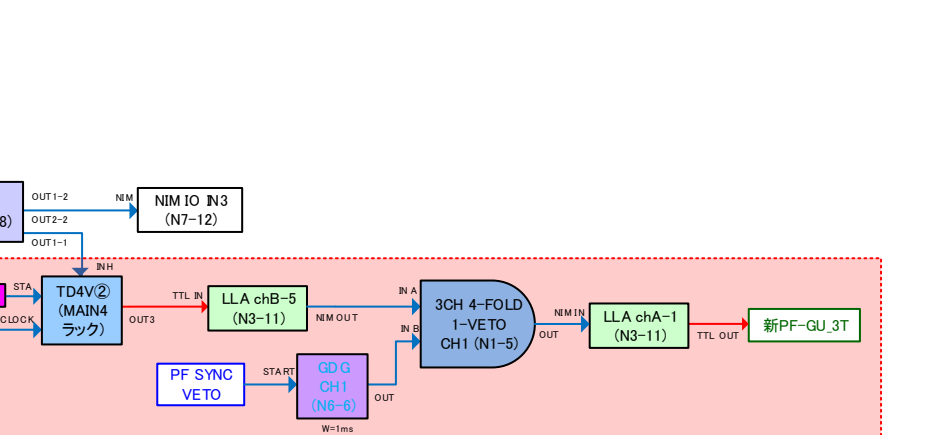 OUT1-2
NIM
NIM IO IN3
(N7-12)
8)
OUT2-2
OUT1-1
INH
STA
CLOCK
TD4V②
(MAIN4
ラック)
OUT3
TTL IN
LLA chB-5
(N3-11)
NIM OUT
IN A
IN B
3CH 4-FOLD
1-VETO
CH1 (N1-5)
OUT
NIM IN
LLA chA-1
(N3-11)
TTL OUT
新PF-GU_3T
PF SYNC
VETO
START
GDG
CH1
(N6-6)
OUT
W=1ms